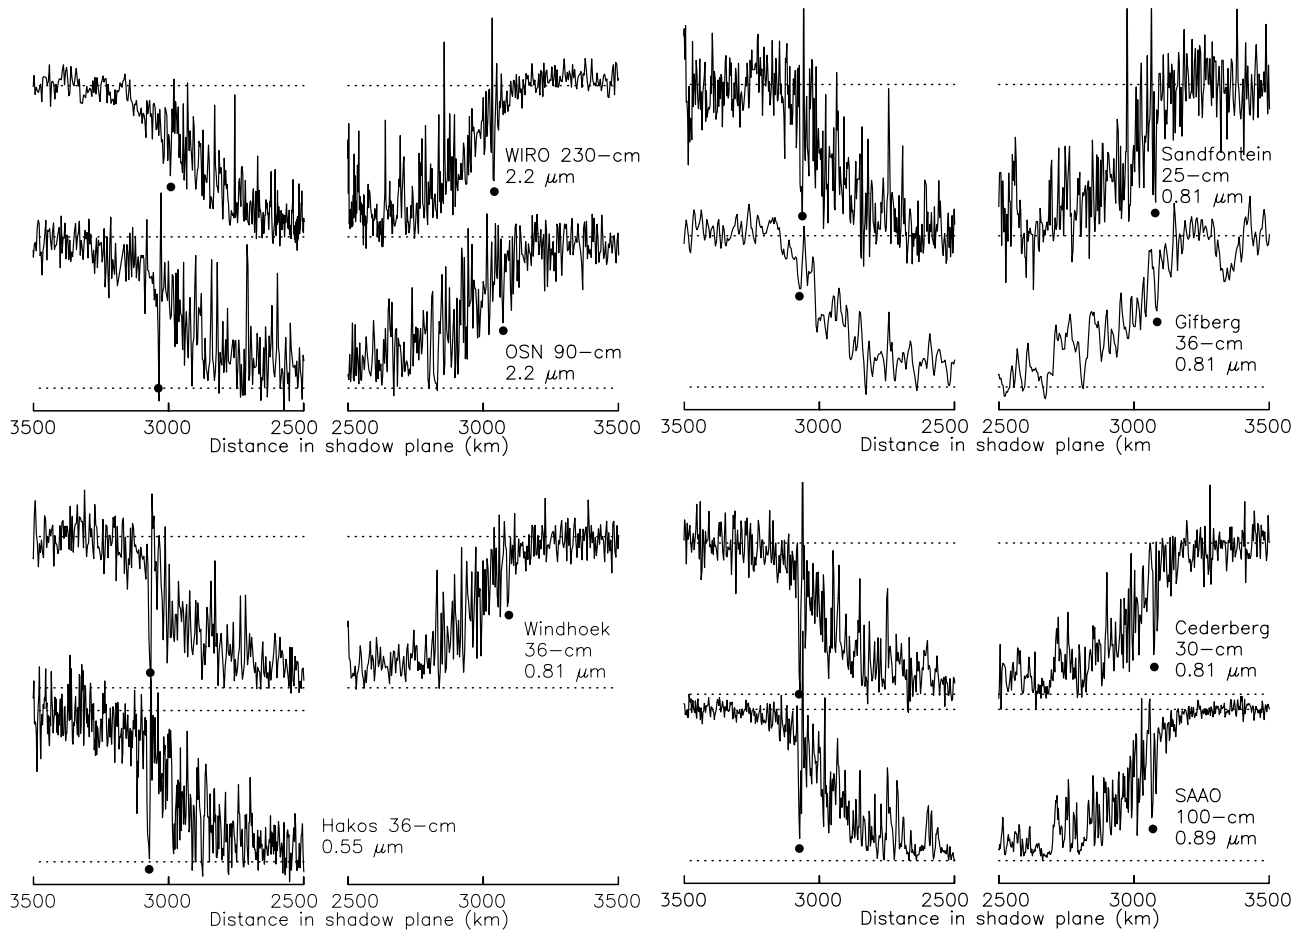 WIRO 230-cm
2.2 μm
OSN 90-cm
2.2 μm
3500 3000 2500 3000 3500
Distance in shadow plane (km)
Sandfontein
25-cm
0.81 μm
Gifberg
36-cm
0.81 μm
3500 3000 2500 2500 3000 3500
Distance in shadow plane (km
Windhoek
36-cm
0.81 μm
Hakos 36-cm
0.55 μm
3500 3000 2500 3000 3500
Distance in shadow plane (km)
Cederberg
30-cm
0.81 μm
SAAO
100-cm
0.89 μm
3500 3000 2500 2500 3000 3500
Distance in shadow plane (km)